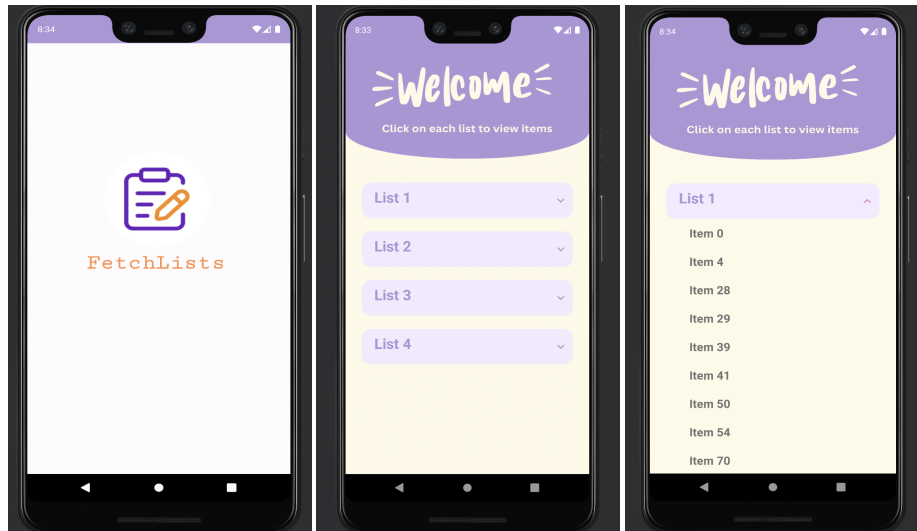 8:34
FetchLists
8:33
Welcome
Click on each list to view items
List 1
List 2
List 3
List 4
8:34
Welcome
Click on each list to view items
List 1
Item 0
Item 4
Item 28
Item 29
Item 39
Item 41
Item 50
Item 54
Item 70